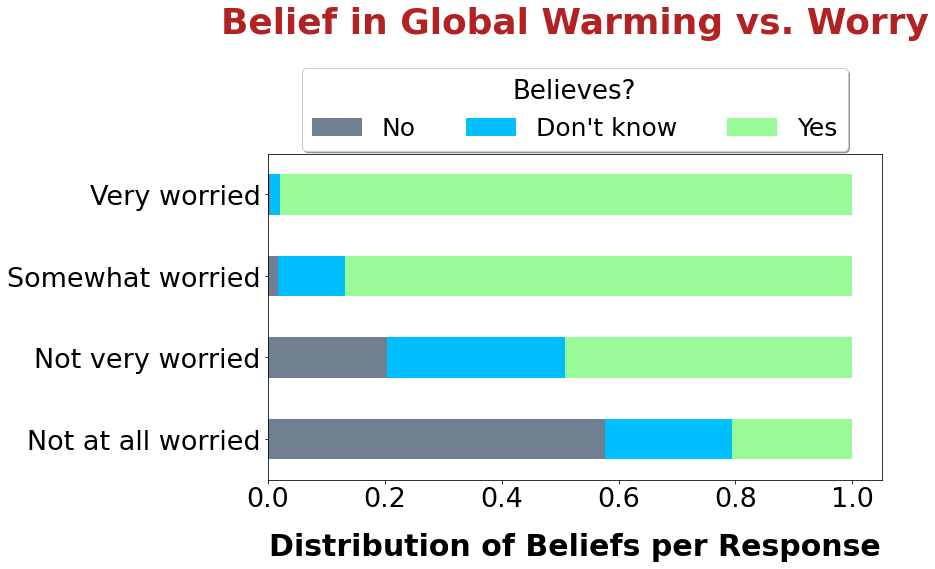 Belief in Global Warming vs. Worry
Believes?
No Don't know Yes
Very worried
Somewhat worried
Not very worried
Not at all worried
0.0 0.2 0.4 0.6 0.8 1.0
Distribution of Beliefs per Response